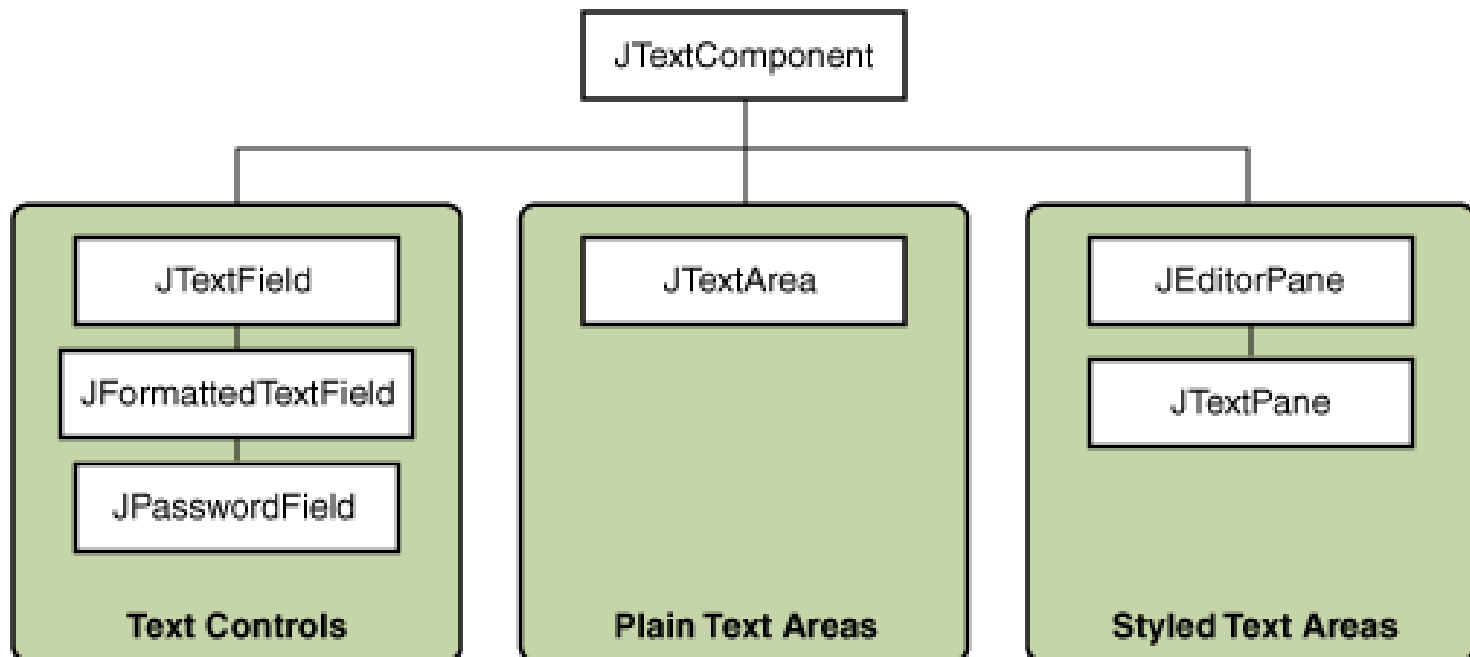 JTextComponent
JTextField
JFormattedTextField
JPasswordField
Text Controls
JTextArea
Plain Text Areas
JEditorPane
JTextPane
Styled Text Areas